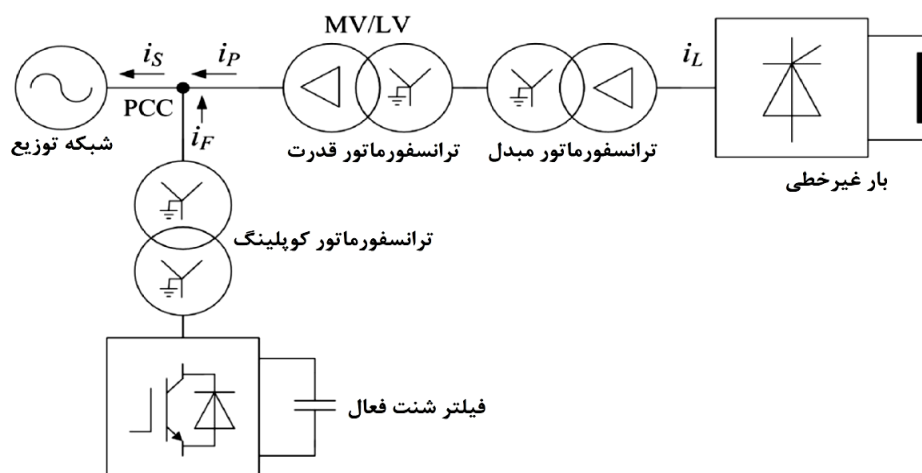 MV/LV
i_S
i_P
i_L
PCC
i_F
شبکه توزیع
ترانسفورماتور قدرت
ترانسفورماتور مبدل
بار غیرخطی
ترانسفورماتور کوپلینگ
فیلتر شنت فعال